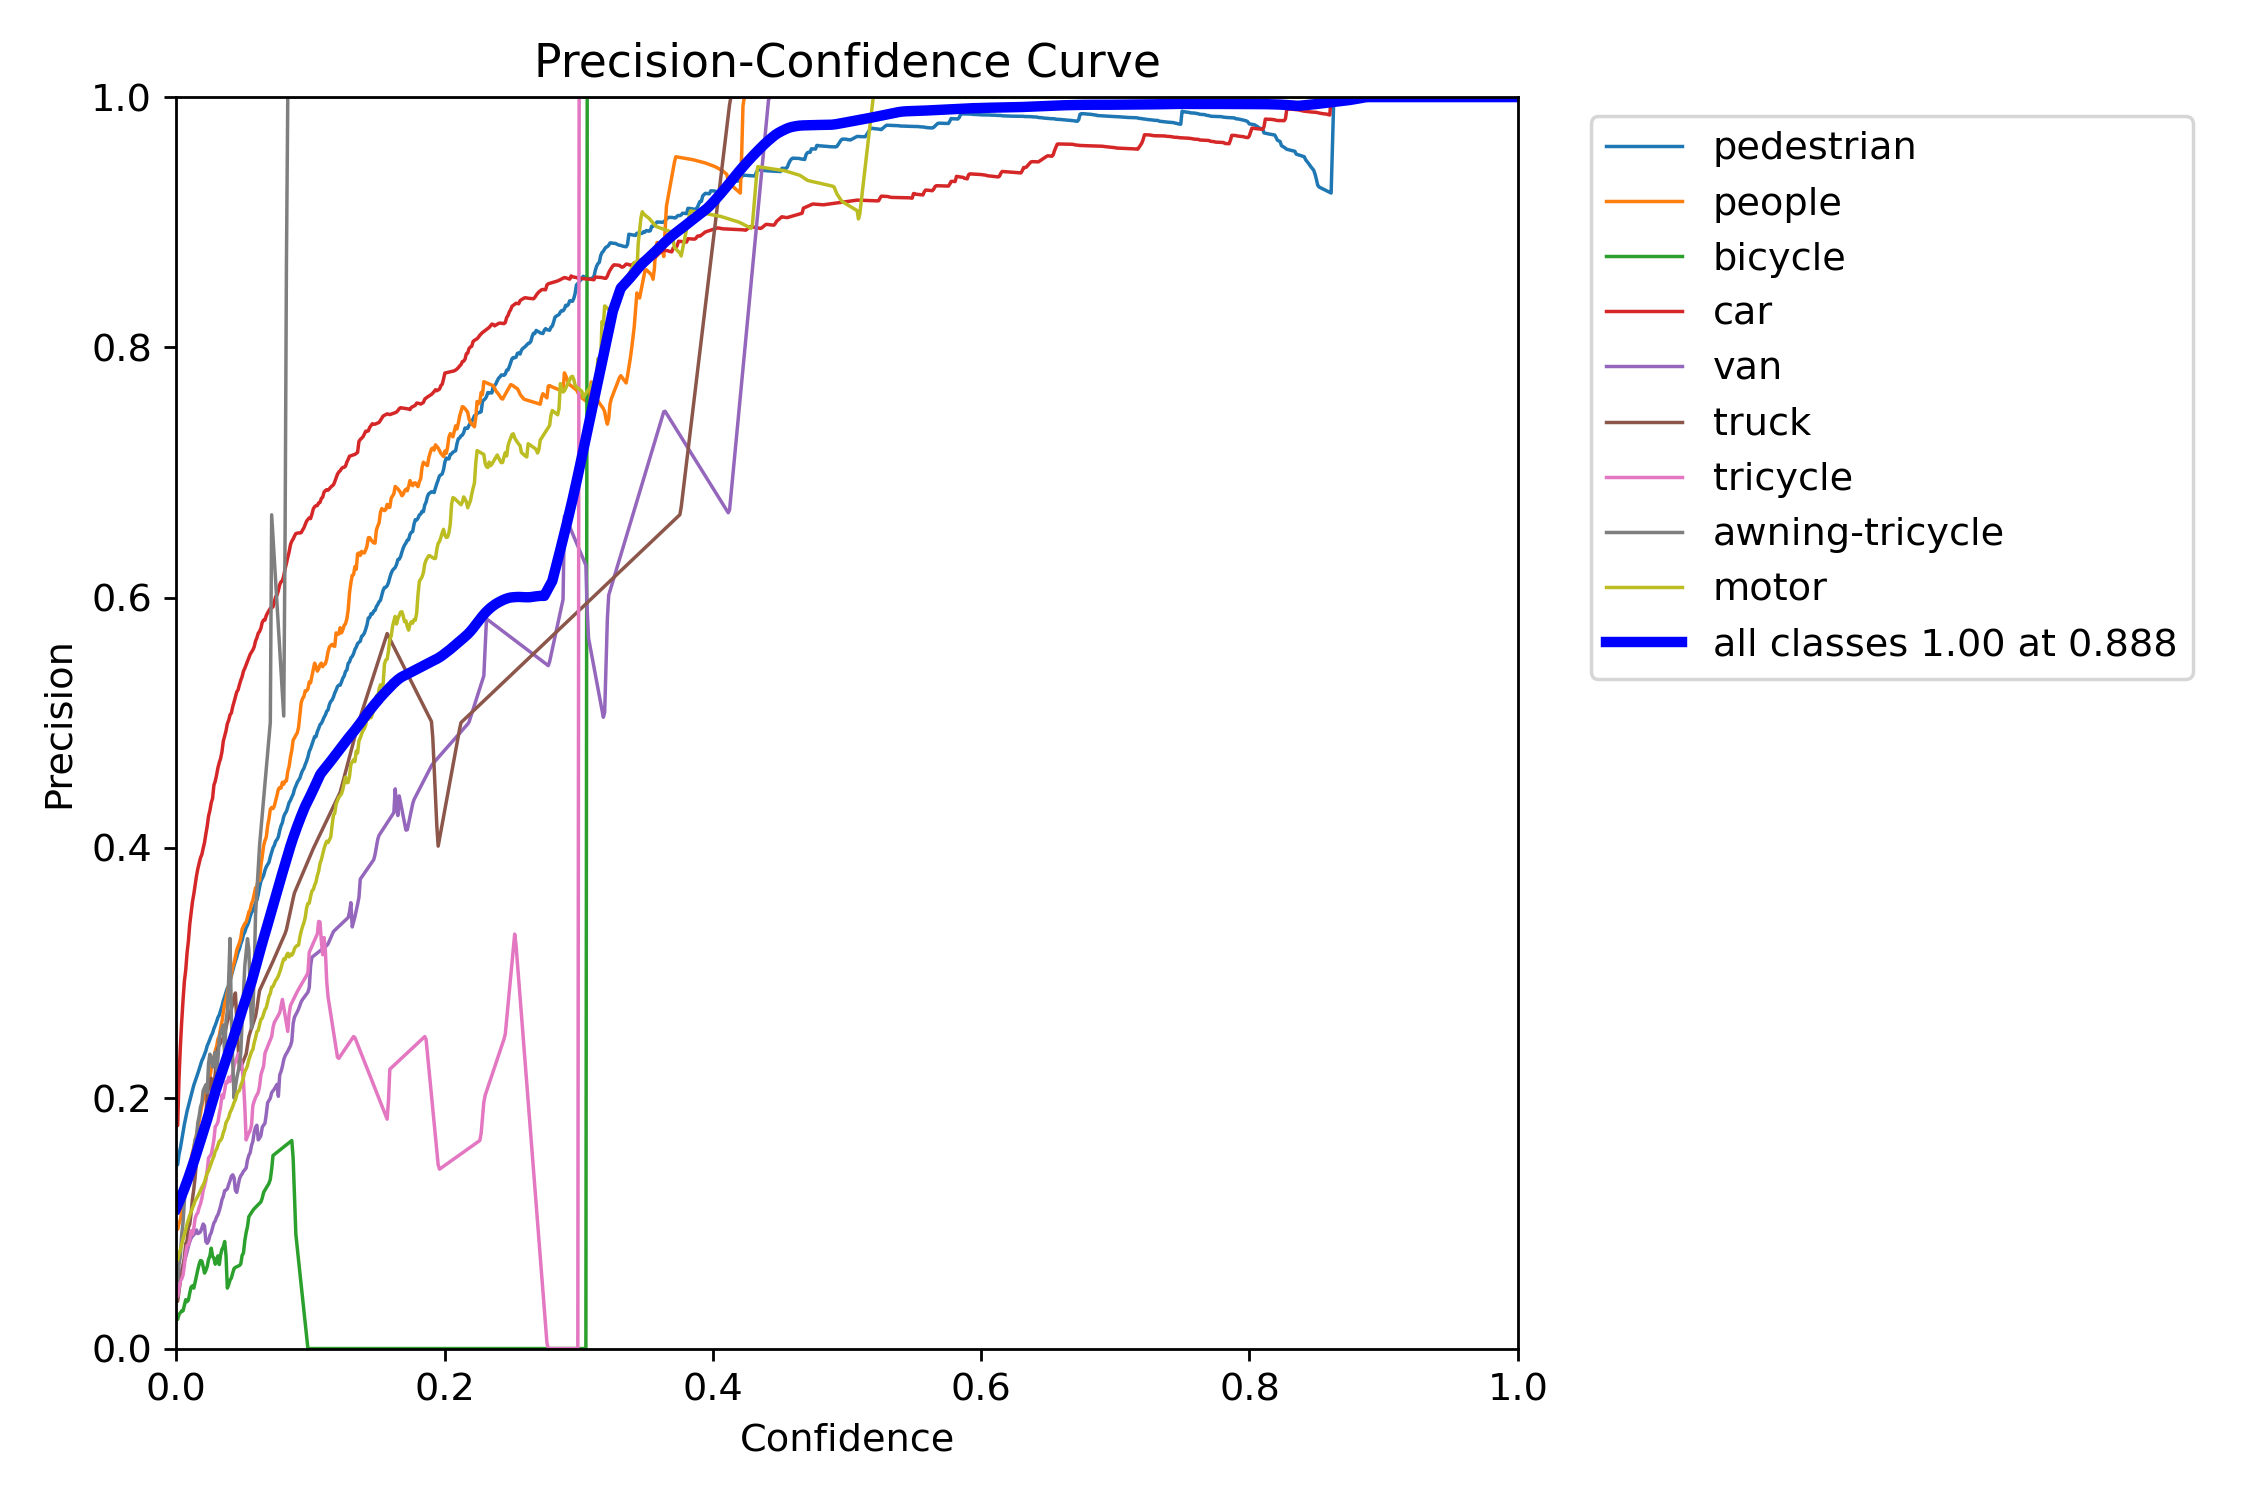 Precision-Confidence Curve
1.0
0.8
0.6
0.4
0.2
0.0
Precision
0.0 0.2 0.4 0.6 0.8 1.0
Confidence
pedestrian
people
bicycle
car
van
truck
tricycle
awning-tricycle
motor
all classes 1.00 at 0.888